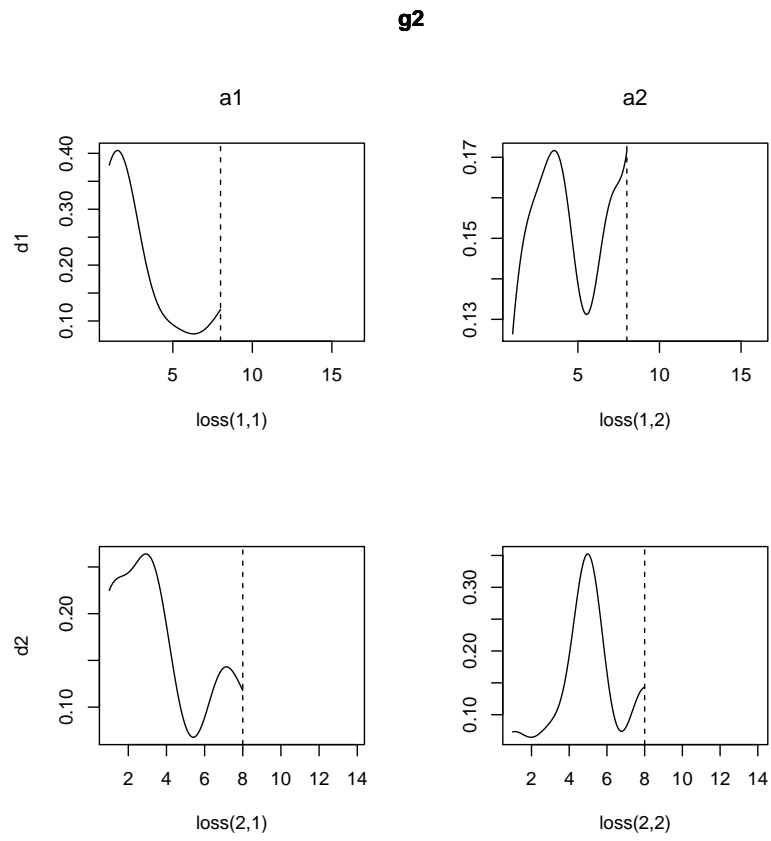 g2
a1
a2
d1
0.10 0.20 0.30 0.40
5 10 15
loss(1,1)
0.13 0.15 0.17
5 10 15
loss(1,2)
d2
0.10 0.20
2 4 6 8 10 12 14
loss(2,1)
0.10 0.20 0.30
2 4 6 8 10 12 14
loss(2,2)